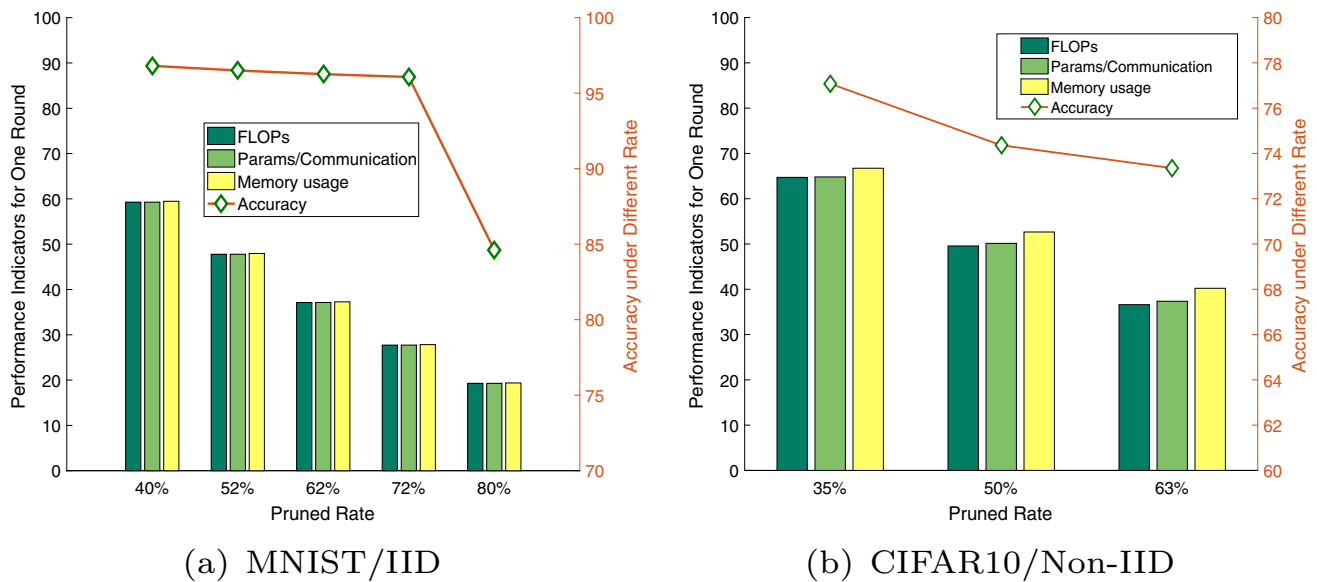 Performance Indicators for One Round
100
90
80
70
60
50
40
30
20
10
0
FLOPs
Params/Communication
Memory usage
Accuracy
100
95
90
85
80
75
70
Accuracy under Different Rate
40% 52% 62% 72% 80%
Pruned Rate
(a) MNIST/IID
Performance Indicators for One Round
100
90
80
70
60
50
40
30
20
10
0
FLOPs
Params/Communication
Memory usage
Accuracy
80
78
76
74
72
70
68
66
64
62
60
Accuracy under Different Rate
35% 50% 63%
Pruned Rate
(b) CIFAR10/Non-IID